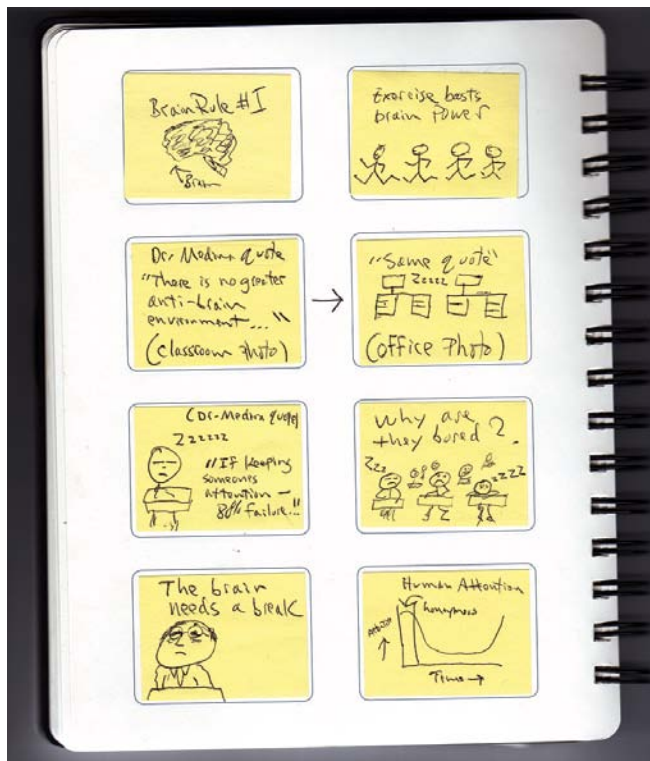 Brain Rule #1
Brain
Exercise boosts
brain power
Dr. Medina quote
"There is no greater
anti-brain
environment..."
(classroom photo)
"Same quote"
zzzzz
(office photo)
(Dr. Medina quote)
Zzzzzz
"If keeping
someones
attention –
80% failure..."
Why are
they bored?
Zzz
zzzz
The brain
needs a break
Human Attention
honeymoon
Attention
Time →